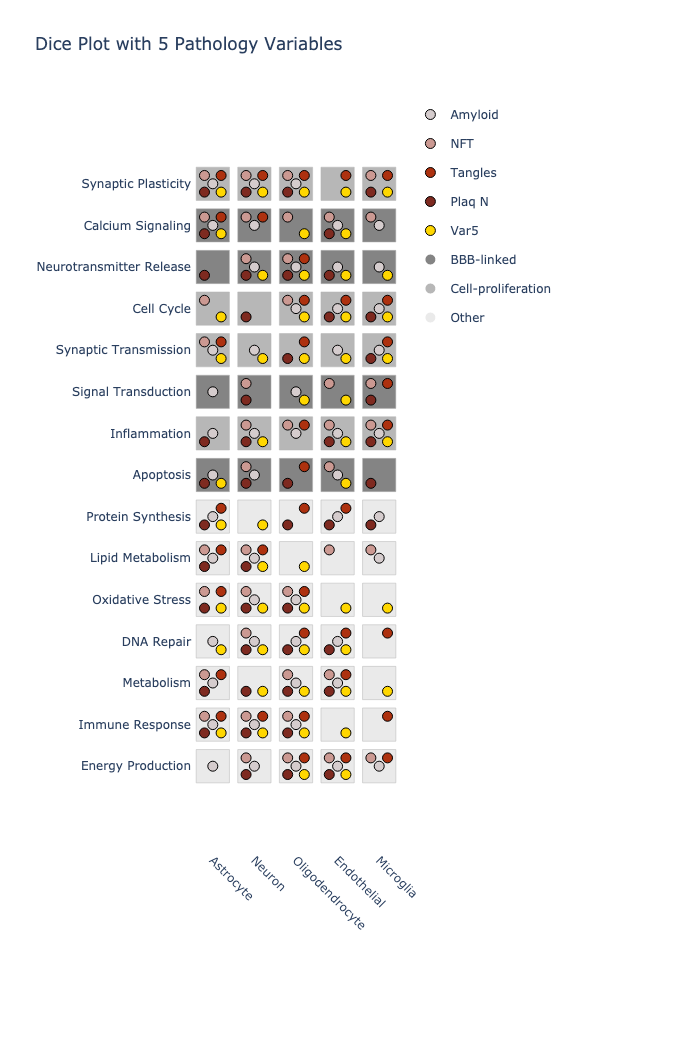 Dice Plot with 5 Pathology Variables
Amyloid
NFT
Tangles
Plaq N
Var5
BBB-linked
Cell-proliferation
Other
Synaptic Plasticity
Calcium Signaling
Neurotransmitter Release
Cell Cycle
Synaptic Transmission
Signal Transduction
Inflammation
Apoptosis
Protein Synthesis
Lipid Metabolism
Oxidative Stress
DNA Repair
Metabolism
Immune Response
Energy Production
Astrocyte
Neuron
Oligodendrocyte
Endothelial
Microglia